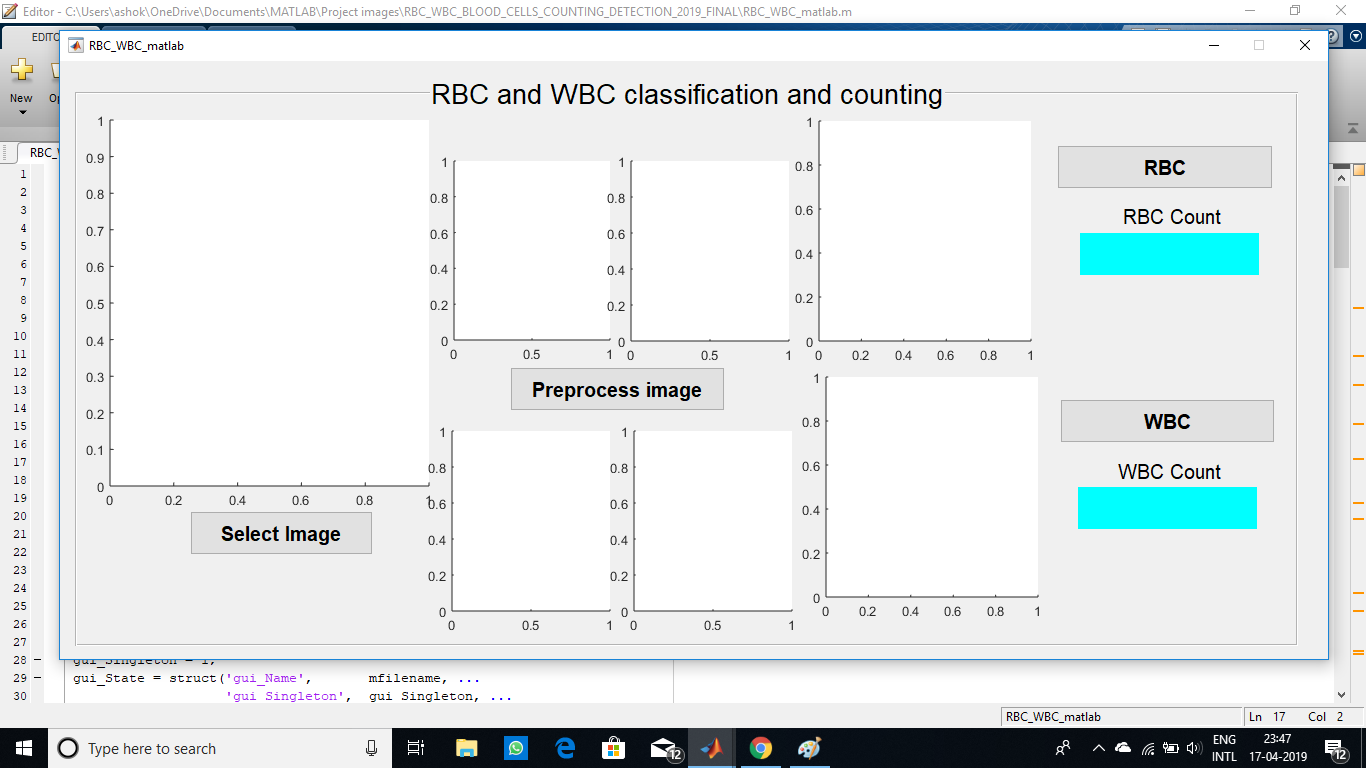 Editor - C:\Users\ashok\OneDrive\Documents\MATLAB\Project images\RBC_WBC_BLOOD_CELLS_COUNTING_DETECTION_2019_FINAL\RBC_WBC_matlab.m
EDITO
RBC_WBC_matlab
New
RBC and WBC classification and counting
1
0.9
0.8
0.7
0.6
0.5
0.4
0.3
0.2
0.1
0
0 0.2 0.4 0.6 0.8 1
Select Image
1
0.8
0.6
0.4
0.2
0
0 0.5 1
1
0.8
0.6
0.4
0.2
0
0 0.5 1
Preprocess image
1
0.8
0.6
0.4
0.2
0
0 0.5 1
1
0.8
0.6
0.4
0.2
0
0 0.5 1
1
0.8
0.6
0.4
0.2
0
0 0.2 0.4 0.6 0.8 1
1
0.8
0.6
0.4
0.2
0
0 0.2 0.4 0.6 0.8 1
RBC
RBC Count
WBC
WBC Count
RBC_
1
2
3
4
5
6
7
8
9
10
11
12
13
14
15
16
17
18
19
20
21
22
23
24
25
26
27
28 – gui_Singleton = 1;
29 – gui_State = struct('gui_Name', mfilename, ...
30 'gui_Singleton', gui_Singleton, ...
RBC_WBC_matlab
Ln 17 Col 2
Type here to search
12
ENG
INTL
23:47
17-04-2019
12